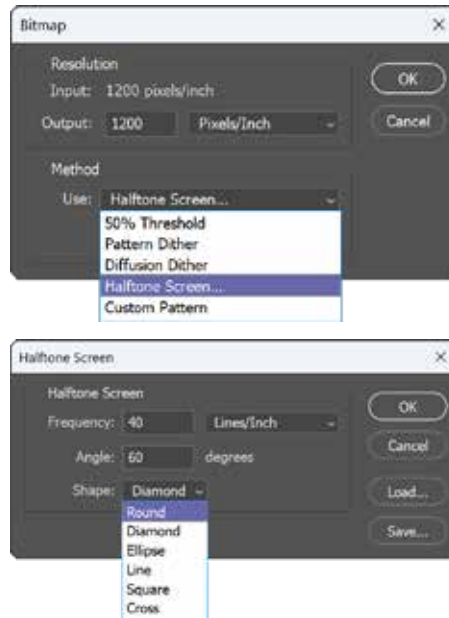 Bitmap
Resolution
Input: 1200 pixels/inch
OK
Output: 1200 Pixels/Inch
Cancel
Method
Use: Halftone Screen...
50% Threshold
Pattern Dither
Diffusion Dither
Halftone Screen...
Custom Pattern
Halftone Screen
Halftone Screen
OK
Frequency: 40 Lines/Inch
Cancel
Angle: 60 degrees
Shape: Diamond
Load...
Round
Diamond
Save...
Ellipse
Line
Square
Cross